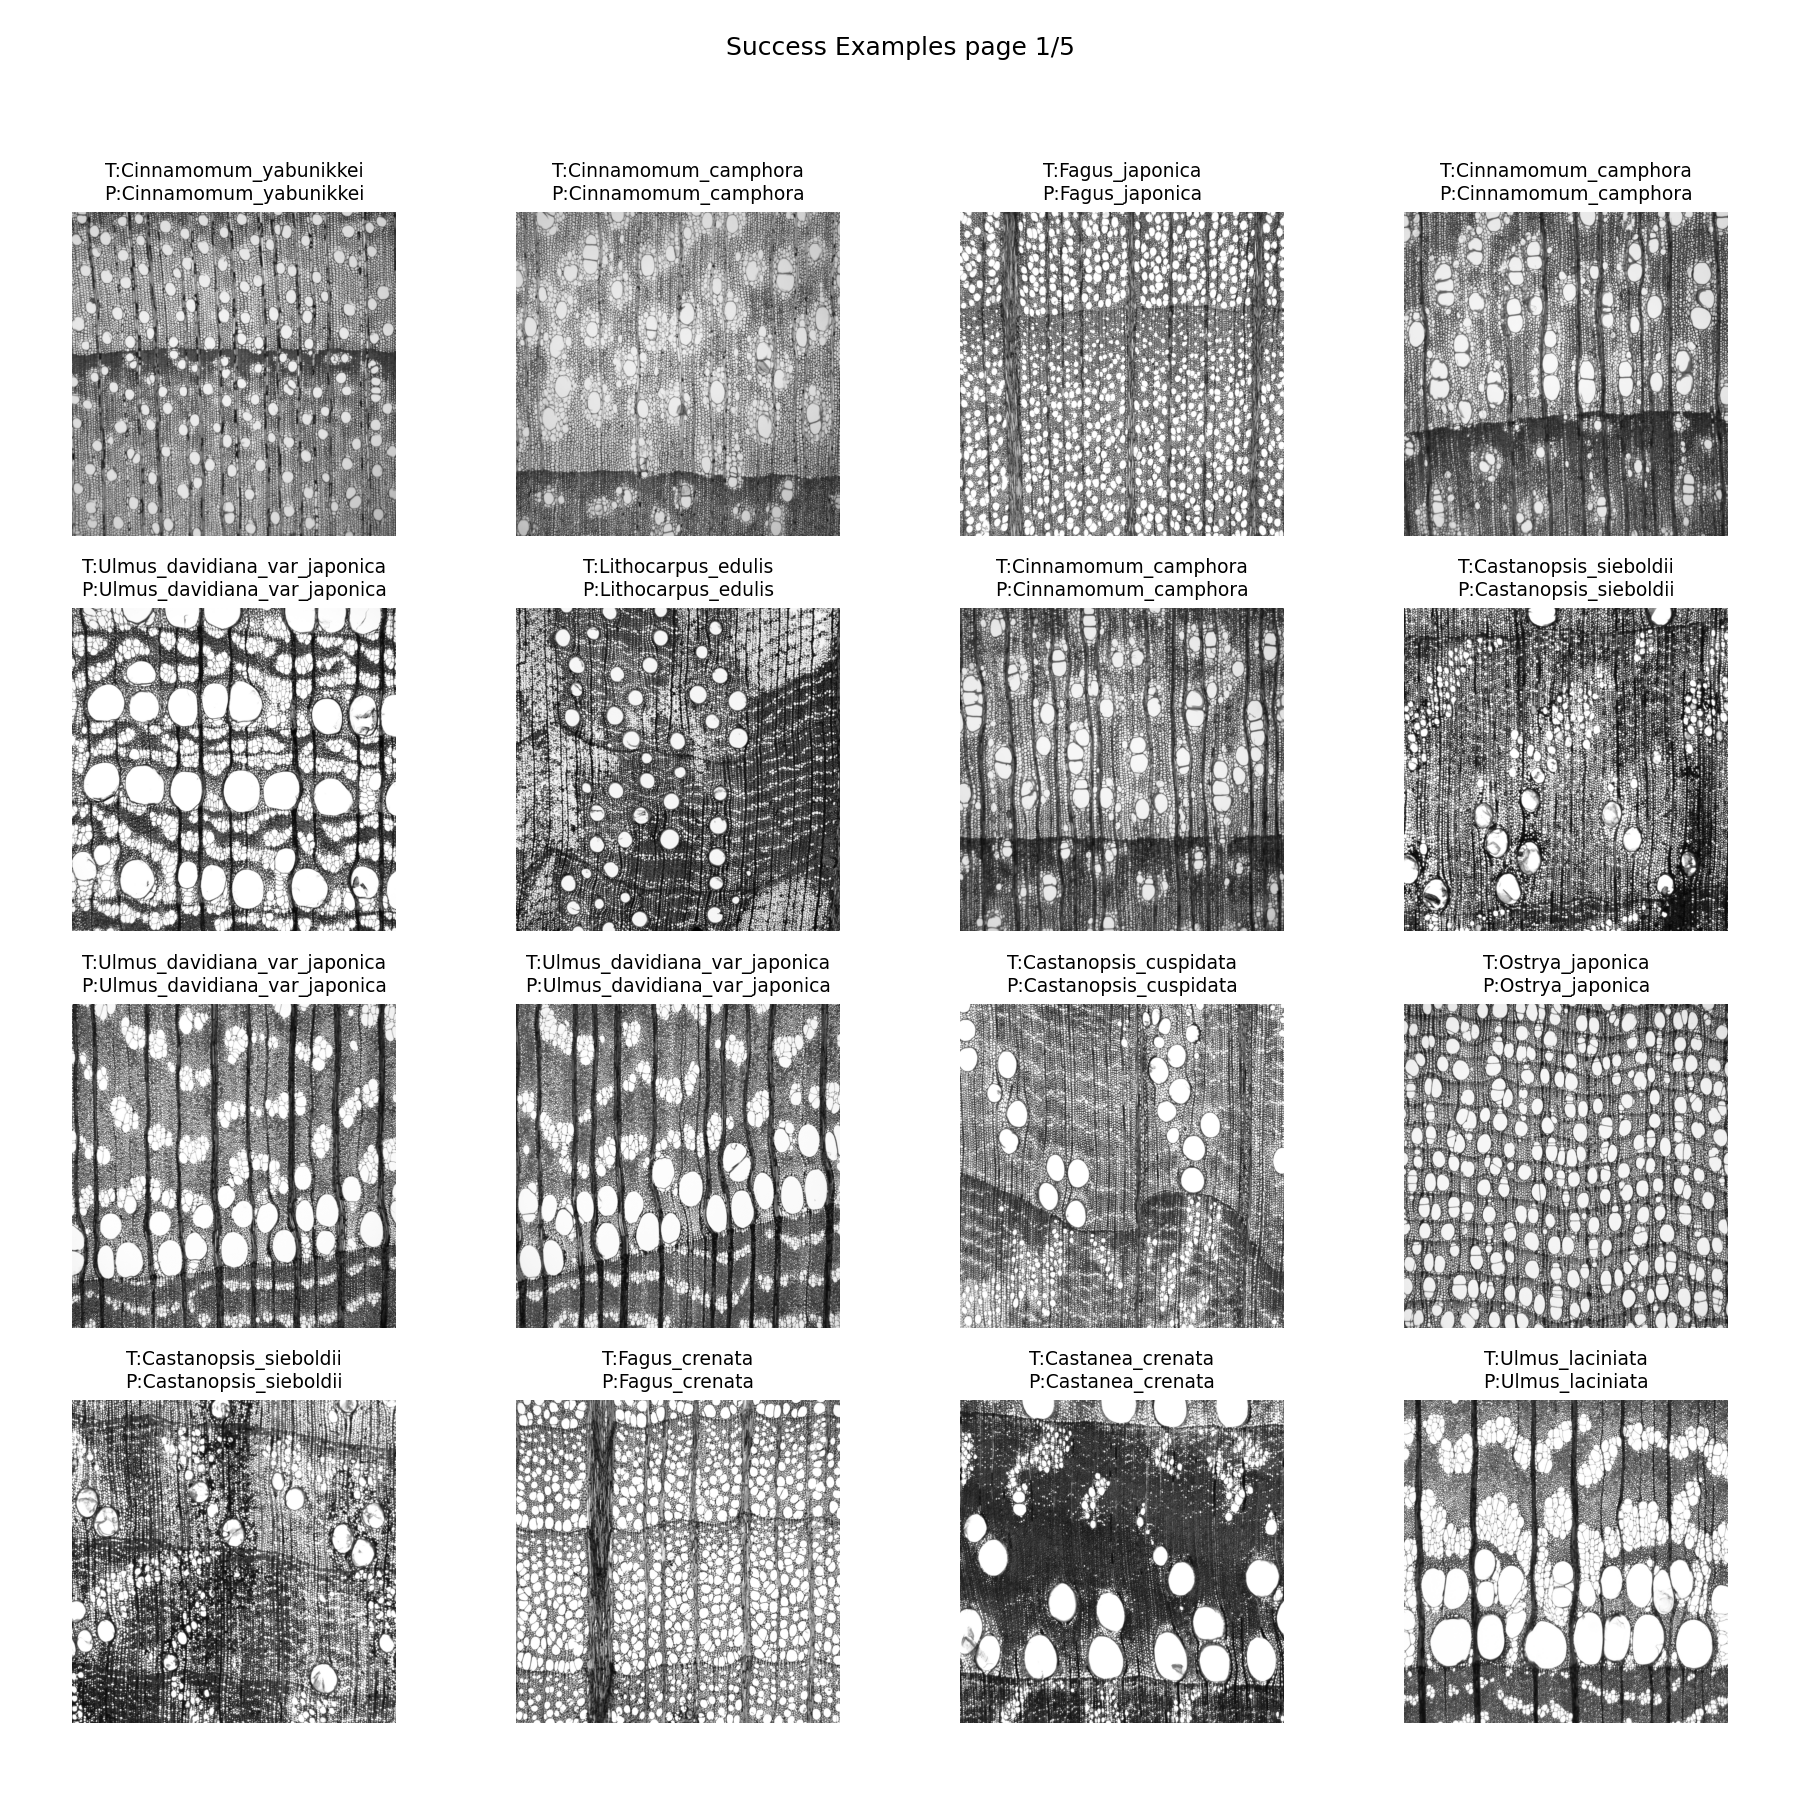 Success Examples page 1/5
T:Cinnamomum_yabunikkei
P:Cinnamomum_yabunikkei
T:Cinnamomum_camphora
P:Cinnamomum_camphora
T:Fagus_japonica
P:Fagus_japonica
T:Cinnamomum_camphora
P:Cinnamomum_camphora
T:Ulmus_davidiana_var_japonica
P:Ulmus_davidiana_var_japonica
T:Lithocarpus_edulis
P:Lithocarpus_edulis
T:Cinnamomum_camphora
P:Cinnamomum_camphora
T:Castanopsis_sieboldii
P:Castanopsis_sieboldii
T:Ulmus_davidiana_var_japonica
P:Ulmus_davidiana_var_japonica
T:Ulmus_davidiana_var_japonica
P:Ulmus_davidiana_var_japonica
T:Castanopsis_cuspidata
P:Castanopsis_cuspidata
T:Ostrya_japonica
P:Ostrya_japonica
T:Castanopsis_sieboldii
P:Castanopsis_sieboldii
T:Fagus_crenata
P:Fagus_crenata
T:Castanea_crenata
P:Castanea_crenata
T:Ulmus_laciniata
P:Ulmus_laciniata